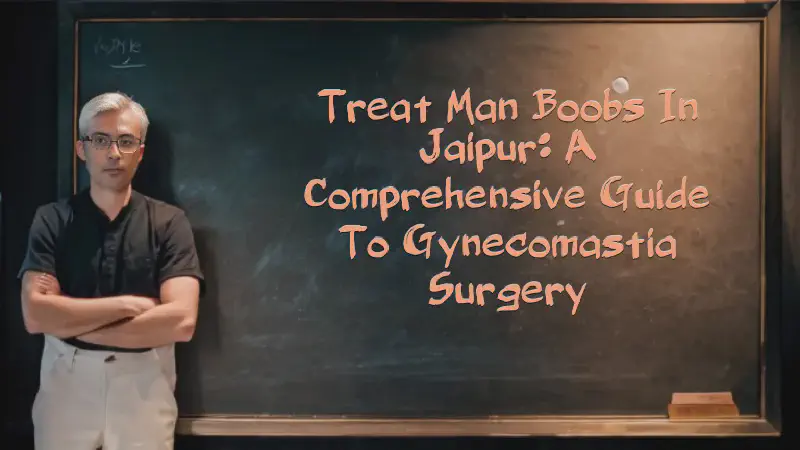 Treat Man Boobs In
Jaipur: A
Comprehensive Guide
To Gynecomastia
Surgery